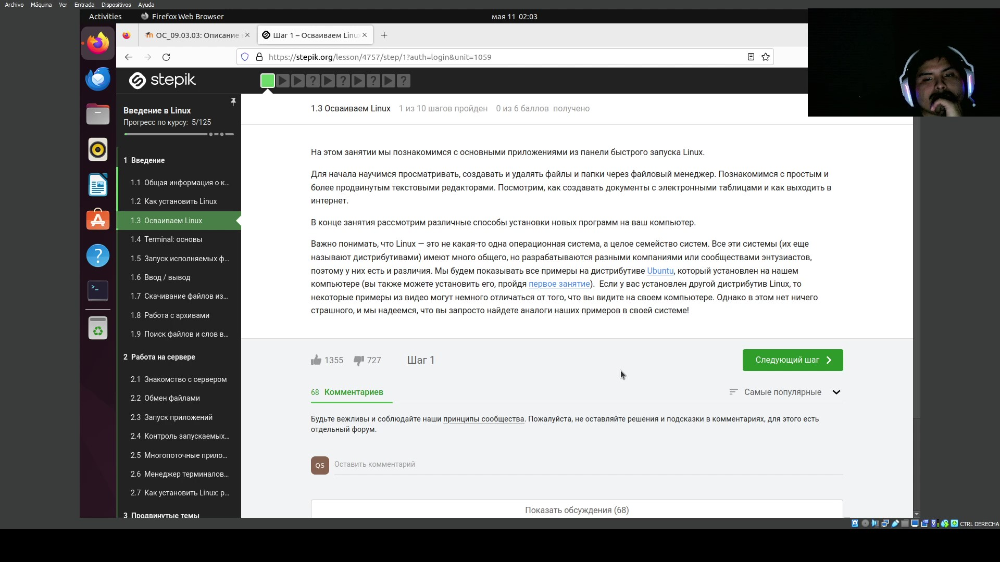 Archivo Máquina Ver Entrada Dispositivos Ayuda
Activities Firefox Web Browser мая 11 02:03
ОС_09.03.03: Описание Шаг 1 – Осваиваем Linu
https://stepik.org/lesson/4757/step/1?auth=login&unit=1059
stepik
Введение в Linux
Прогресс по курсу: 5/125
1 Введение
1.1 Общая информация о к...
1.2 Как установить Linux
1.3 Осваиваем Linux
1.4 Terminal: основы
1.5 Запуск исполняемых ф...
1.6 Ввод / вывод
1.7 Скачивание файлов из...
1.8 Работа с архивами
1.9 Поиск файлов и слов в...
2 Работа на сервере
2.1 Знакомство с сервером
2.2 Обмен файлами
2.3 Запуск приложений
2.4 Контроль запускаемых...
2.5 Многопоточные прило...
2.6 Менеджер терминалов...
2.7 Как установить Linux: р...
3 Продвинутые темы
1.3 Осваиваем Linux 1 из 10 шагов пройден 0 из 6 баллов получено
На этом занятии мы познакомимся с основными приложениями из панели быстрого запуска Linux.
Для начала научимся просматривать, создавать и удалять файлы и папки через файловый менеджер. Познакомимся с простым и
более продвинутым текстовыми редакторами. Посмотрим, как создавать документы с электронными таблицами и как выходить в
интернет.
В конце занятия рассмотрим различные способы установки новых программ на ваш компьютер.
Важно понимать, что Linux — это не какая-то одна операционная система, а целое семейство систем. Все эти системы (их еще
называют дистрибутивами) имеют много общего, но разрабатываются разными компаниями или сообществами энтузиастов,
поэтому у них есть и различия. Мы будем показывать все примеры на дистрибутиве Ubuntu, который установлен на нашем
компьютере (вы также можете установить его, пройдя первое занятие). Если у вас установлен другой дистрибутив Linux, то
некоторые примеры из видео могут немного отличаться от того, что вы видите на своем компьютере. Однако в этом нет ничего
страшного, и мы надеемся, что вы запросто найдете аналоги наших примеров в своей системе!
1355 727 Шаг 1 Следующий шаг
68 Комментариев Самые популярные
Будьте вежливы и соблюдайте наши принципы сообщества. Пожалуйста, не оставляйте решения и подсказки в комментариях, для этого есть
отдельный форум.
QS Оставить комментарий
Показать обсуждения (68)
CTRL DERECHA